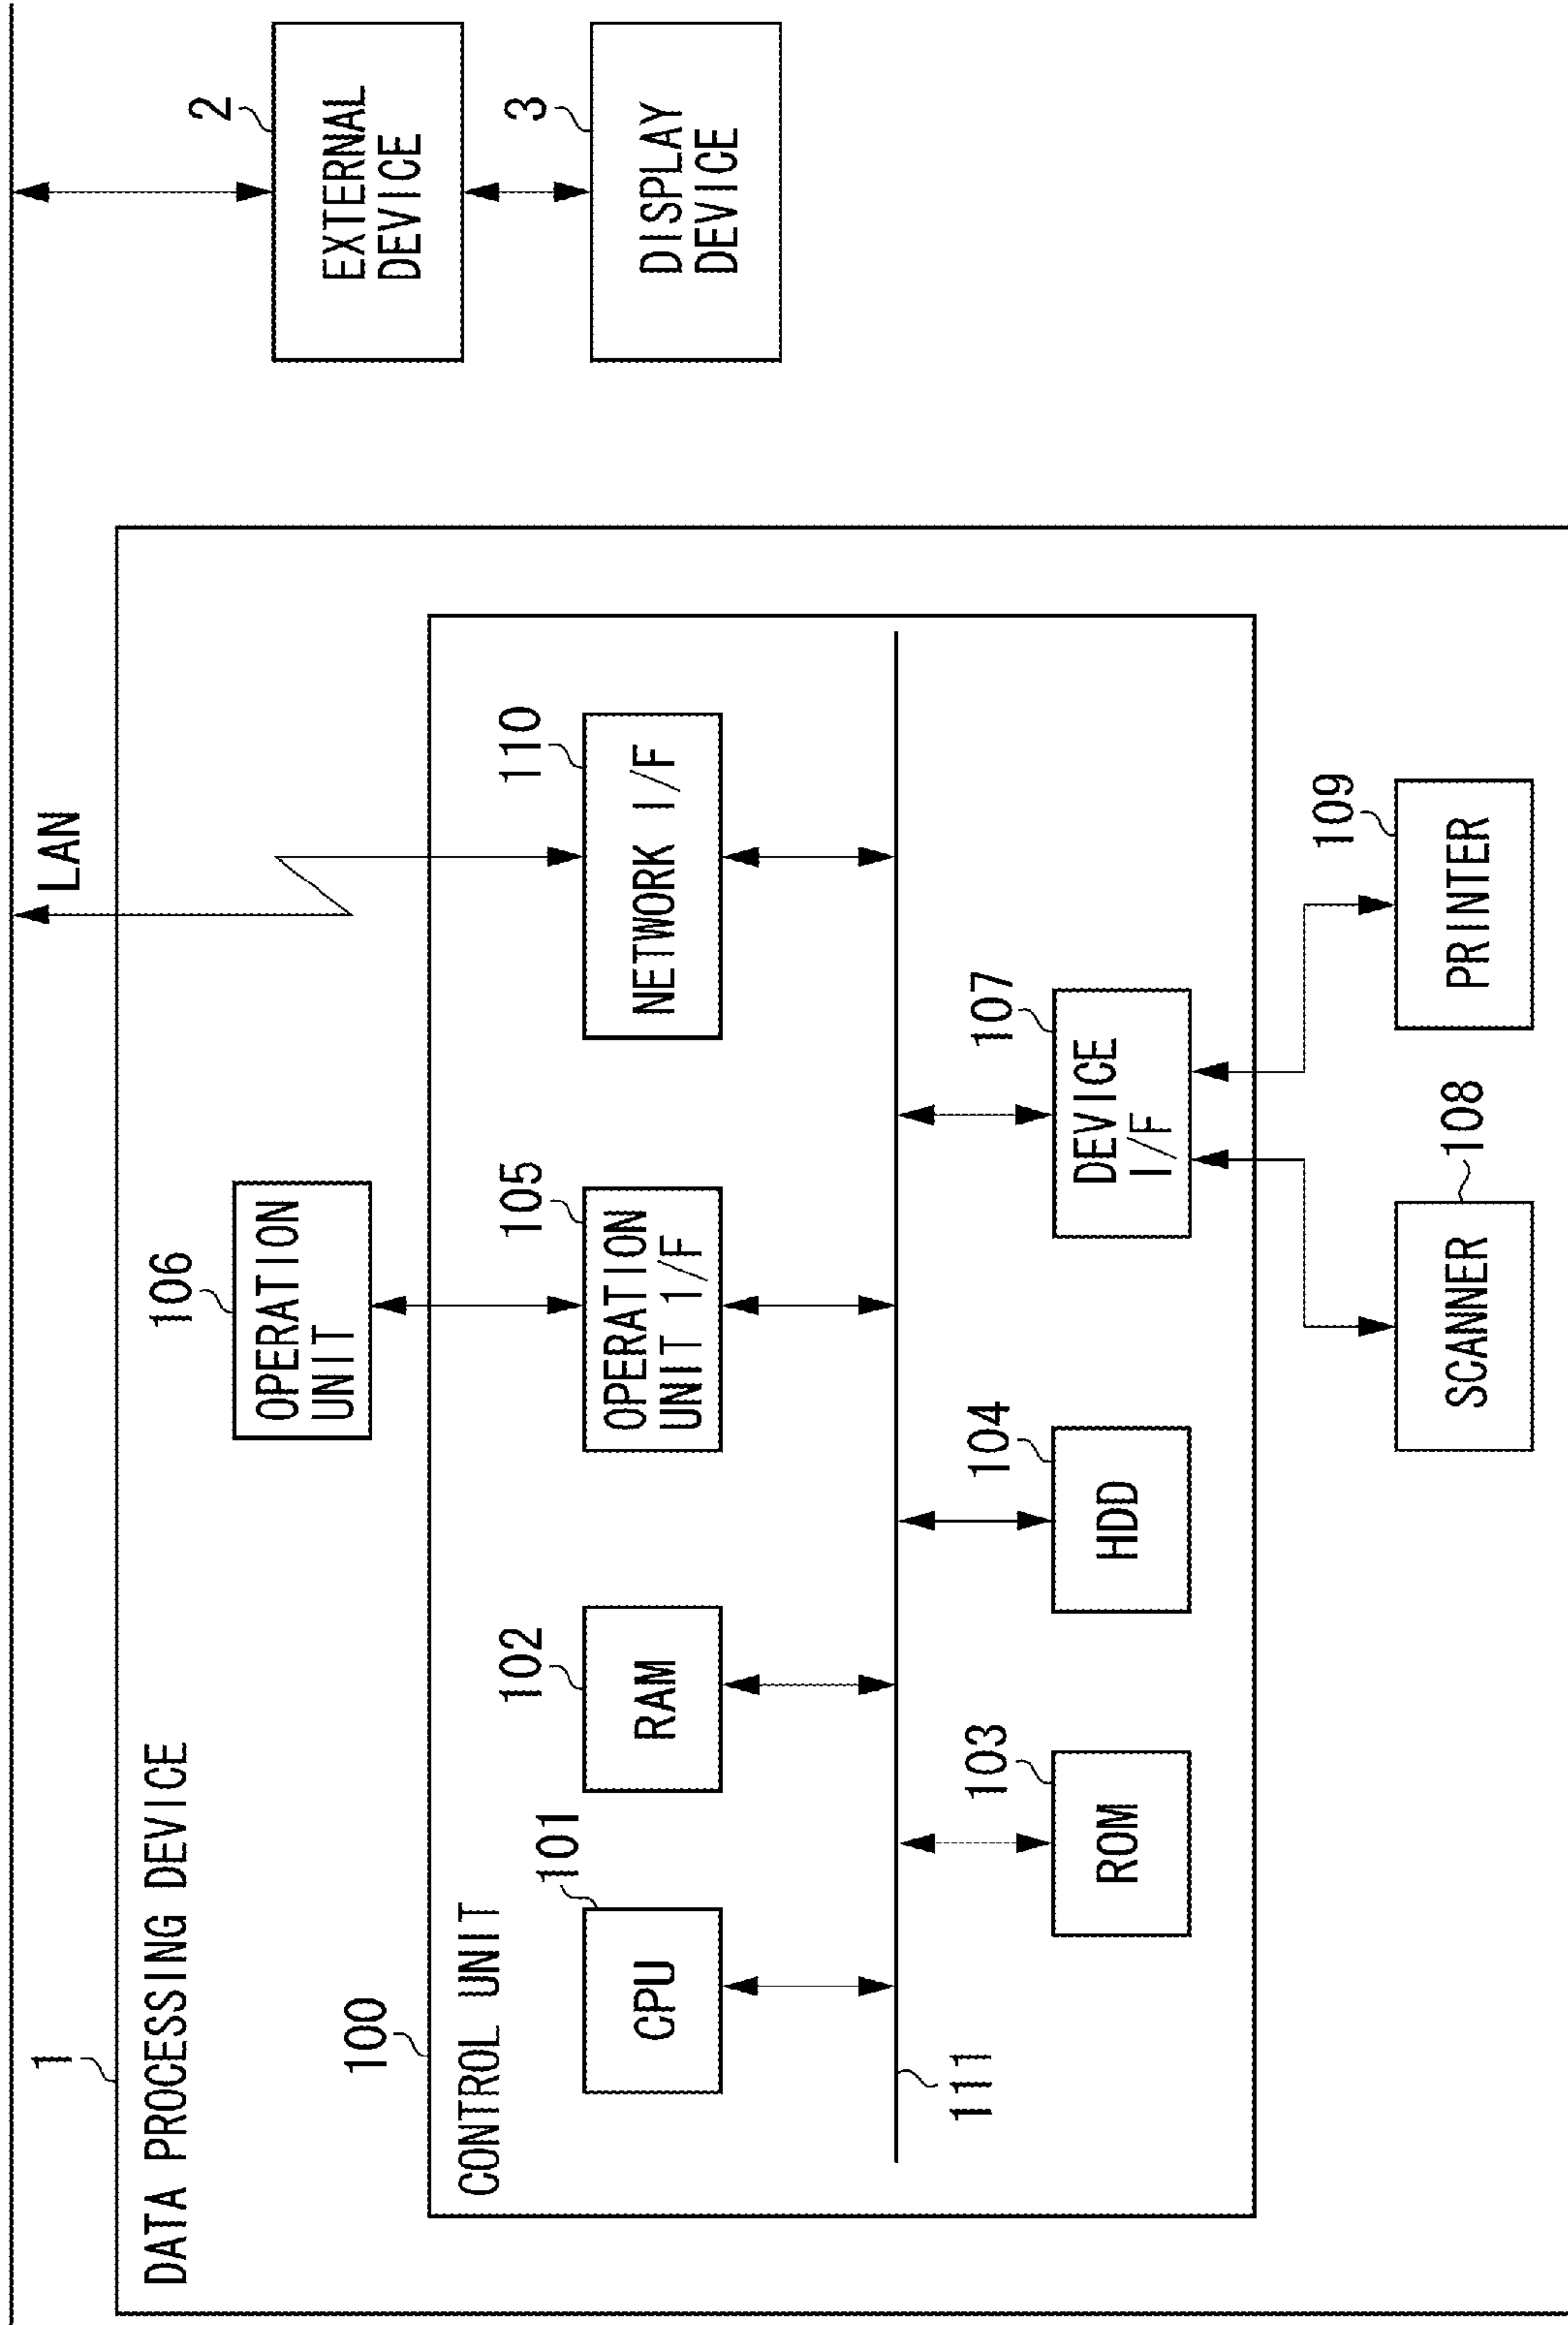 LAN
1
DATA PROCESSING DEVICE
106
OPERATION
UNIT
2
EXTERNAL
DEVICE
3
DISPLAY
DEVICE
100
CONTROL UNIT
101
CPU
102
RAM
105
OPERATION
UNIT I/F
110
NETWORK I/F
111
103
ROM
104
HDD
107
DEVICE
I/F
108
SCANNER
109
PRINTER